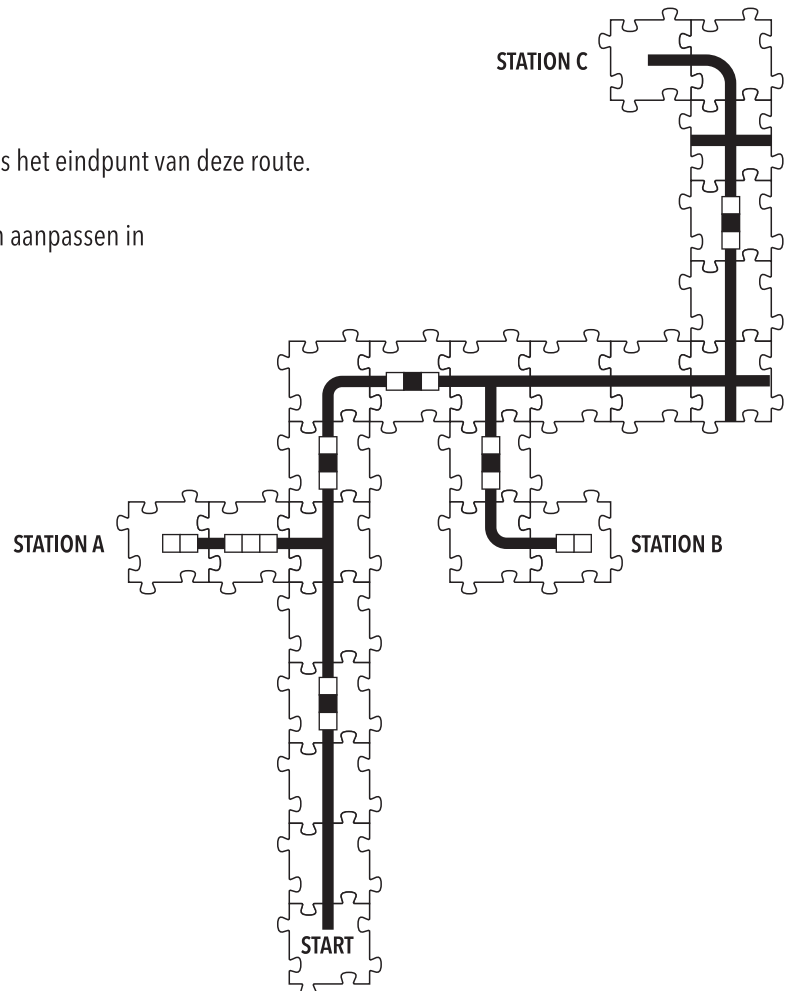 STATION C
s het eindpunt van deze route.
n aanpassen in
STATION A
STATION B
START